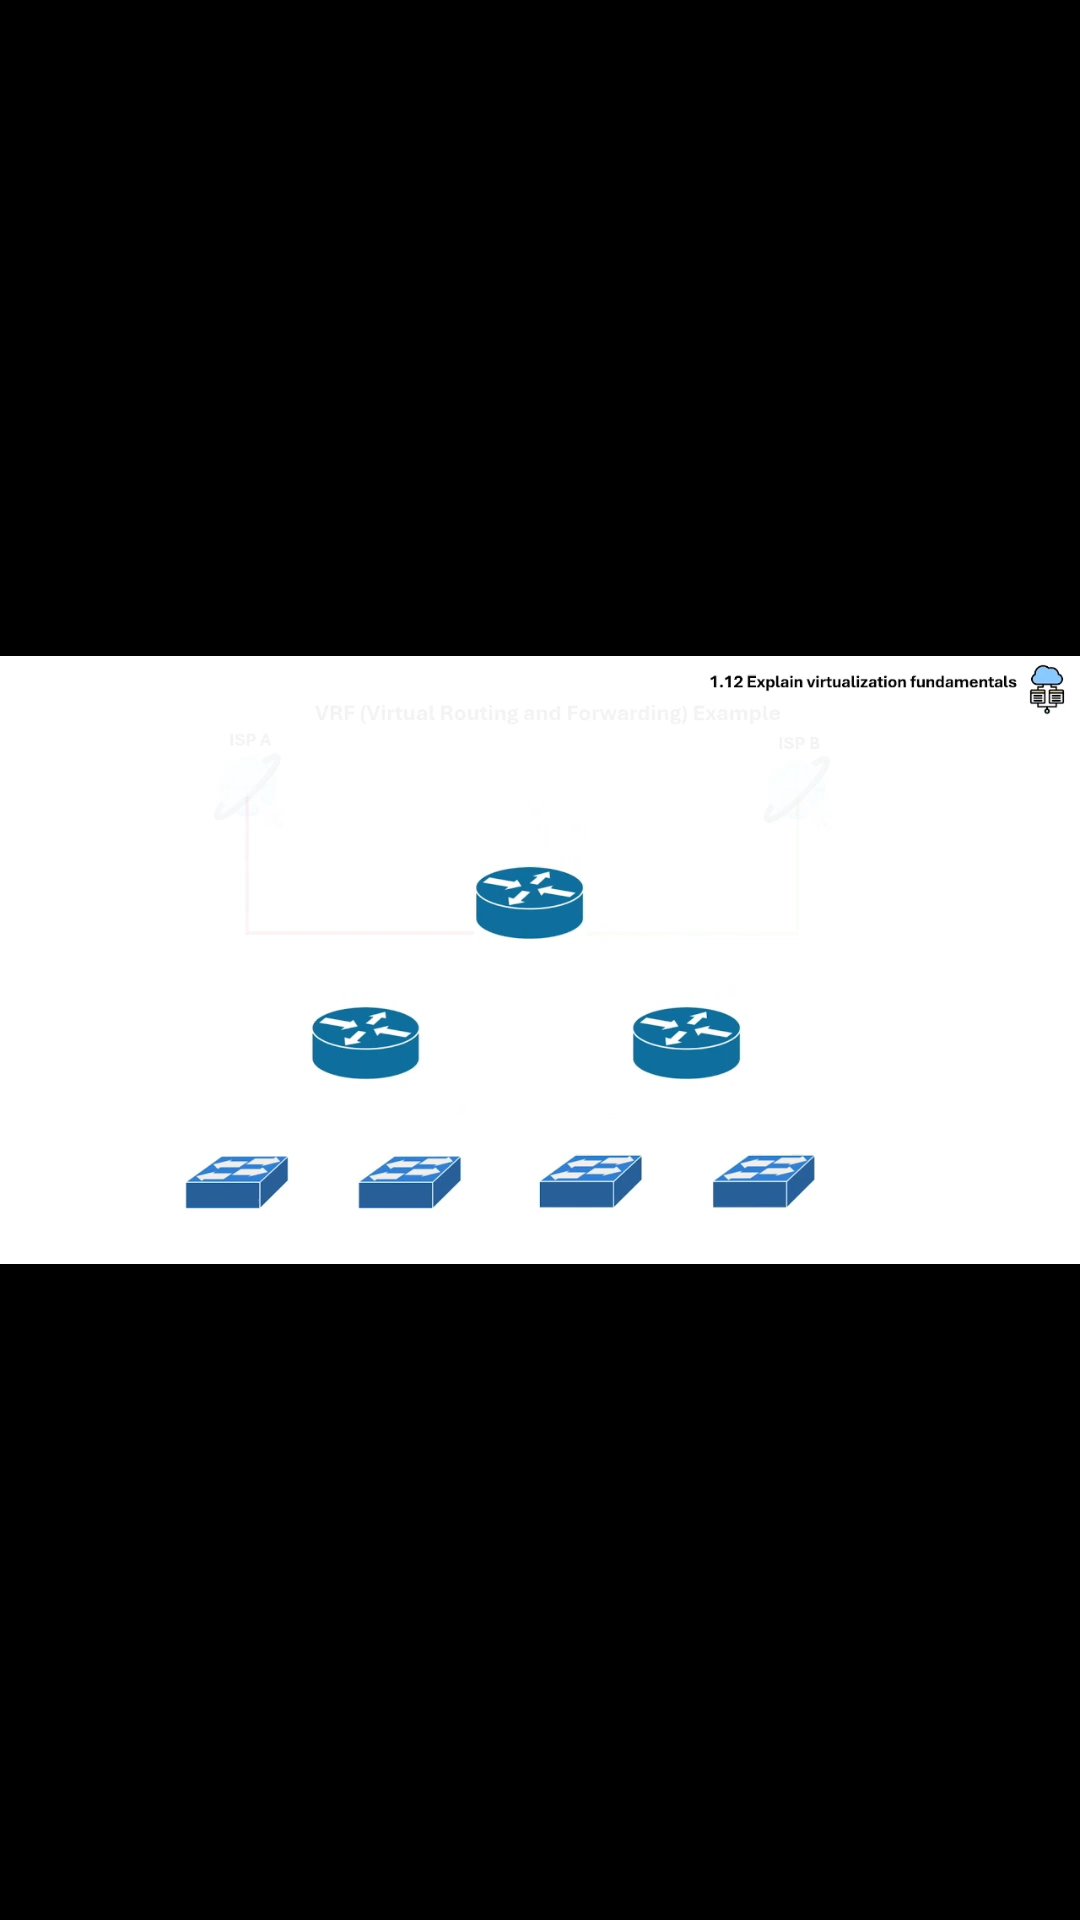 1.12 Explain virtualization fundamentals
VRF (Virtual Routing and Forwarding) Example
ISP A
ISP B